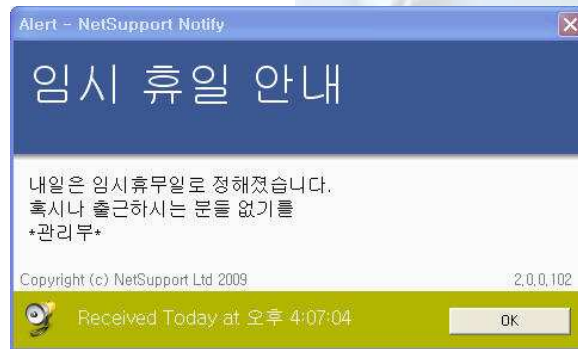 Alert - NetSupport Notify
임시 휴일 안내
내일은 임시휴무일로 정해졌습니다.
혹시나 출근하시는 분들 없기를
*관리부*
Copyright (c) NetSupport Ltd 2009
2,0,0,102
Received Today at 오후 4:07:04
OK